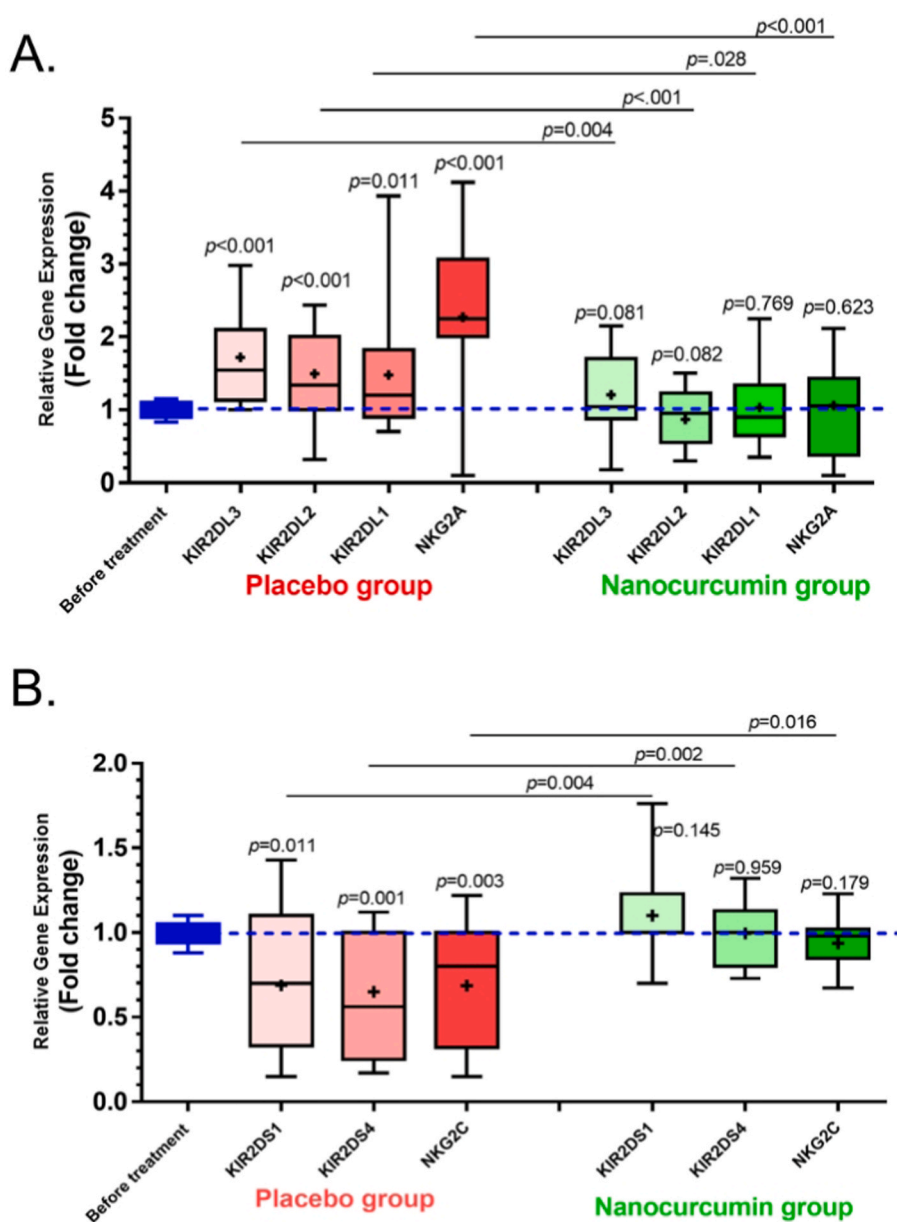 A.
p<0.001
p=.028
p<.001
p=0.004
Relative Gene Expression
(Fold change)
5
4
3
2
1
0
p<0.001
p<0.001
p=0.011
p<0.001
p=0.081
p=0.082
p=0.769
p=0.623
Before treatment
KIR2DL3
KIR2DL2
KIR2DL1
NKG2A
KIR2DL3
KIR2DL2
KIR2DL1
NKG2A
Placebo group
Nanocurcumin group
B.
p=0.016
p=0.002
p=0.004
Relative Gene Expression
(Fold change)
2.0
1.5
1.0
0.5
0.0
p=0.011
p=0.001
p=0.003
p=0.145
p=0.959
p=0.179
Before treatment
KIR2DS1
KIR2DS4
NKG2C
KIR2DS1
KIR2DS4
NKG2C
Placebo group
Nanocurcumin group